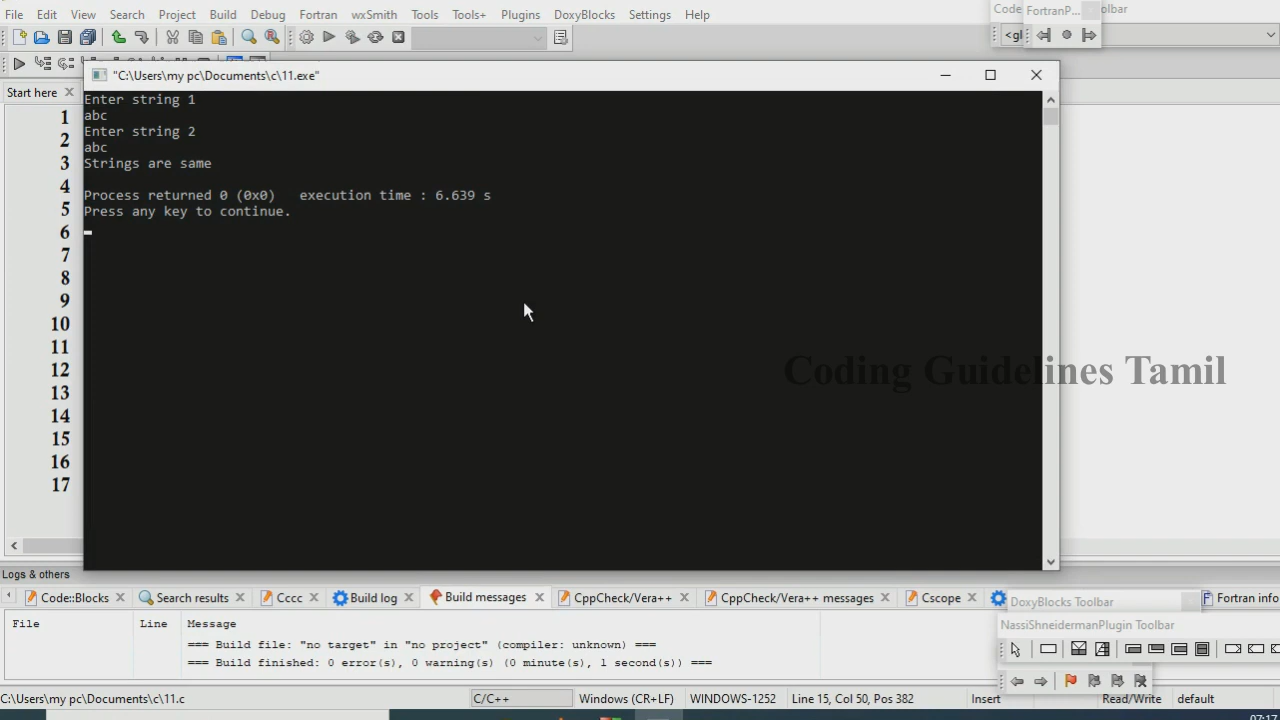 File Edit View Search Project Build Debug Fortran wxSmith Tools Tools+ Plugins DoxyBlocks Settings Help
FortranP...
Start here
"C:\Users\my pc\Documents\c\11.exe"
Enter string 1
abc
Enter string 2
abc
Strings are same
Process returned 0 (0x0) execution time : 6.639 s
Press any key to continue.
1
2
3
4
5
6
7
8
9
10
11
12
13
14
15
16
17
Coding Guidelines Tamil
Logs & others
Code::Blocks Search results Cccc Build log Build messages CppCheck/Vera++ CppCheck/Vera++ messages Cscope DoxyBlocks Toolbar Fortran info
File Line Message
NassiShneidermanPlugin Toolbar
=== Build file: "no target" in "no project" (compiler: unknown) ===
=== Build finished: 0 error(s), 0 warning(s) (0 minute(s), 1 second(s)) ===
C:\Users\my pc\Documents\c\11.c C/C++ Windows (CR+LF) WINDOWS-1252 Line 15, Col 50, Pos 382 Insert Read/Write default